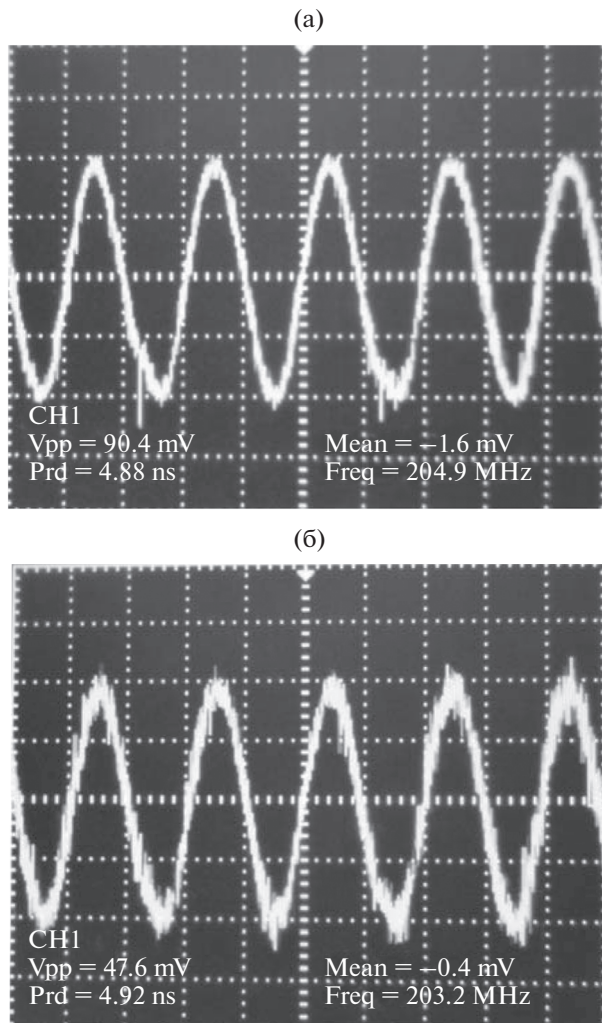 (а)
CH1
Vpp = 90.4 mV Mean = −1.6 mV
Prd = 4.88 ns Freq = 204.9 MHz
(б)
CH1
Vpp = 47.6 mV Mean = −0.4 mV
Prd = 4.92 ns Freq = 203.2 MHz